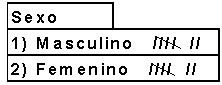 Sexo
1) Masculino
2) Femenino